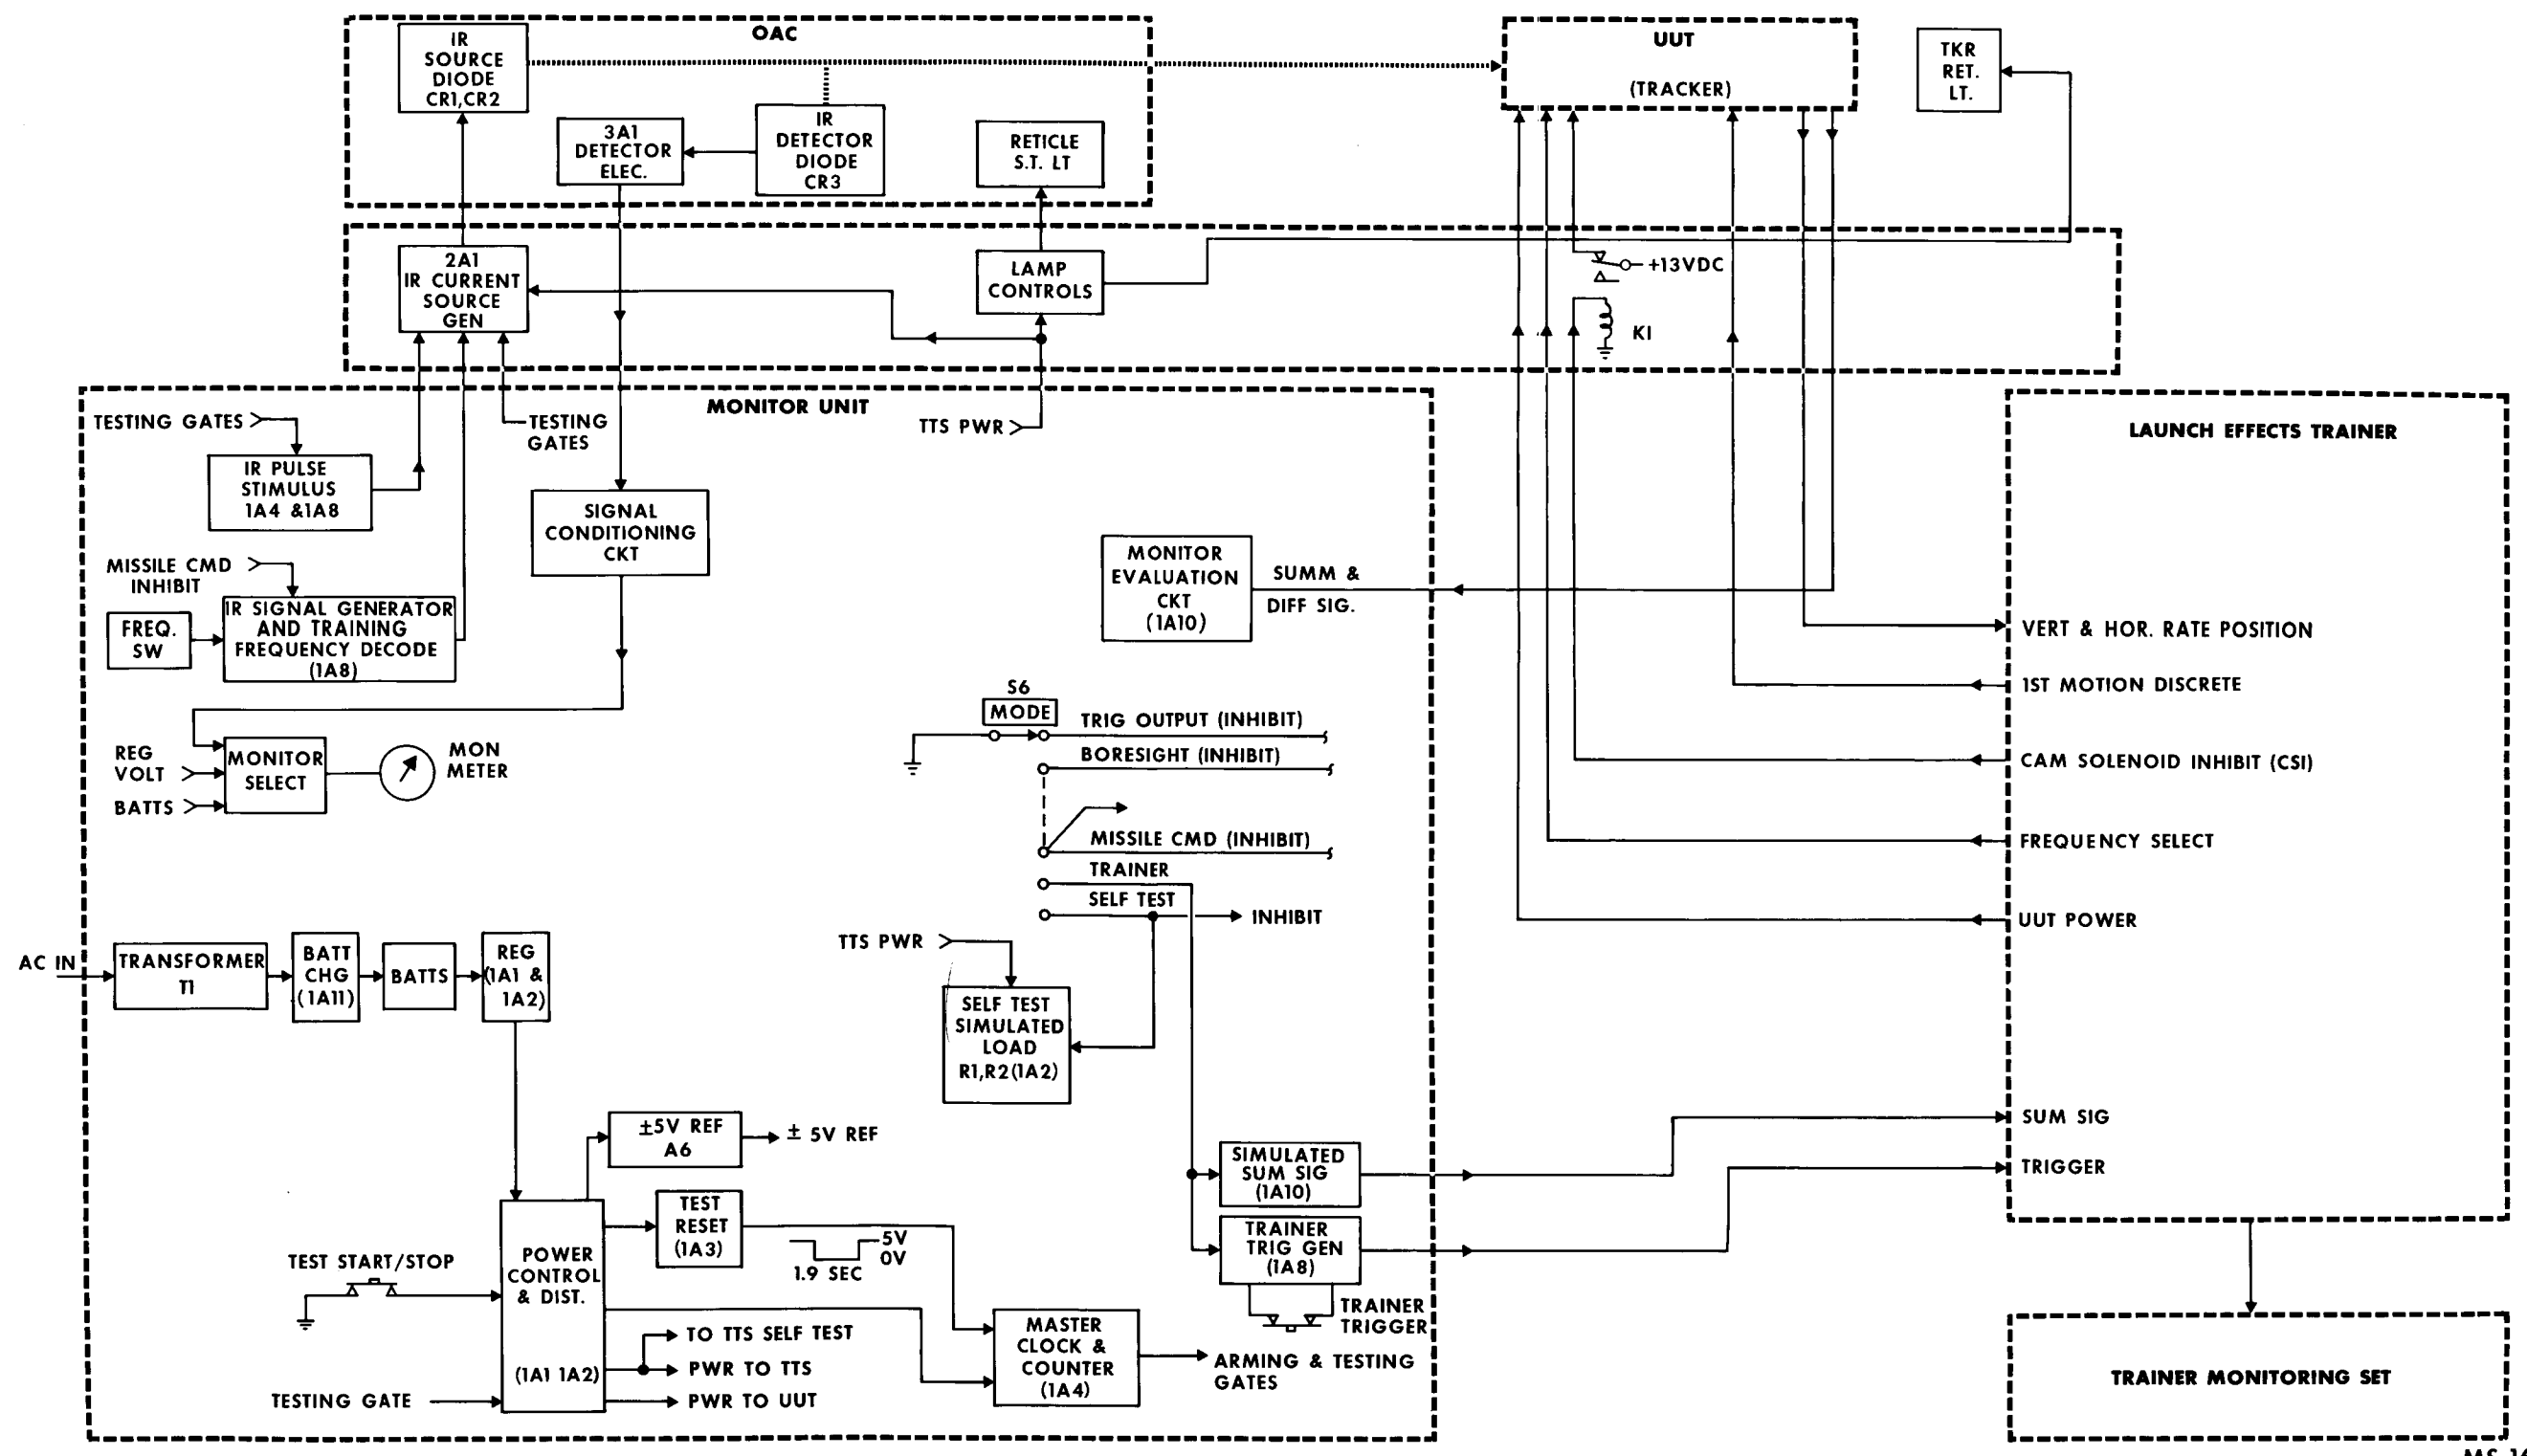 OAC
IR
SOURCE
DIODE
CR1,CR2
3A1
DETECTOR
ELEC.
IR
DETECTOR
DIODE
CR3
RETICLE
S.T. LT
UUT
(TRACKER)
TKR
RET.
LT.
2A1
IR CURRENT
SOURCE
GEN
LAMP
CONTROLS
+13VDC
K1
MONITOR UNIT
TESTING GATES
TESTING
GATES
TTS PWR
IR PULSE
STIMULUS
1A4 &1A8
SIGNAL
CONDITIONING
CKT
MISSILE CMD
INHIBIT
FREQ.
SW
IR SIGNAL GENERATOR
AND TRAINING
FREQUENCY DECODE
(1A8)
MONITOR
EVALUATION
CKT
(1A10)
SUMM &
DIFF SIG.
REG
VOLT
BATTS
MONITOR
SELECT
MON
METER
S6
MODE
TRIG OUTPUT (INHIBIT)
BORESIGHT (INHIBIT)
MISSILE CMD (INHIBIT)
TRAINER
SELF TEST
INHIBIT
TTS PWR
SELF TEST
SIMULATED
LOAD
R1,R2(1A2)
AC IN
TRANSFORMER
T1
BATT
CHG
(1A11)
BATTS
REG
(1A1 &
1A2)
±5V REF
A6
± 5V REF
TEST
RESET
(1A3)
5V
0V
1.9 SEC
TEST START/STOP
POWER
CONTROL
& DIST.
(1A1 1A2)
TESTING GATE
TO TTS SELF TEST
PWR TO TTS
PWR TO UUT
MASTER
CLOCK &
COUNTER
(1A4)
ARMING & TESTING
GATES
SIMULATED
SUM SIG
(1A10)
TRAINER
TRIG GEN
(1A8)
TRAINER
TRIGGER
LAUNCH EFFECTS TRAINER
VERT & HOR. RATE POSITION
1ST MOTION DISCRETE
CAM SOLENOID INHIBIT (CSI)
FREQUENCY SELECT
UUT POWER
SUM SIG
TRIGGER
TRAINER MONITORING SET